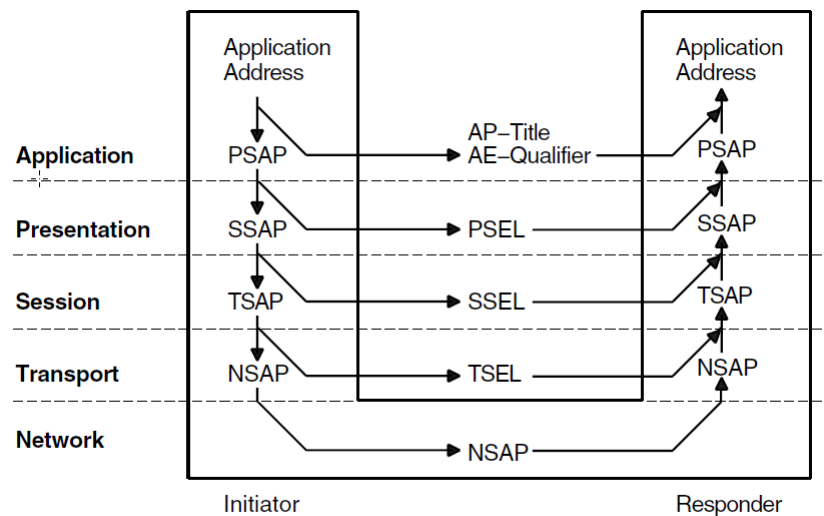 Application
Address
Application
Address
AP–Title
Application
PSAP
AE–Qualifier
PSAP
Presentation
SSAP
PSEL
SSAP
Session
TSAP
SSEL
TSAP
Transport
NSAP
TSEL
NSAP
Network
NSAP
Initiator
Responder